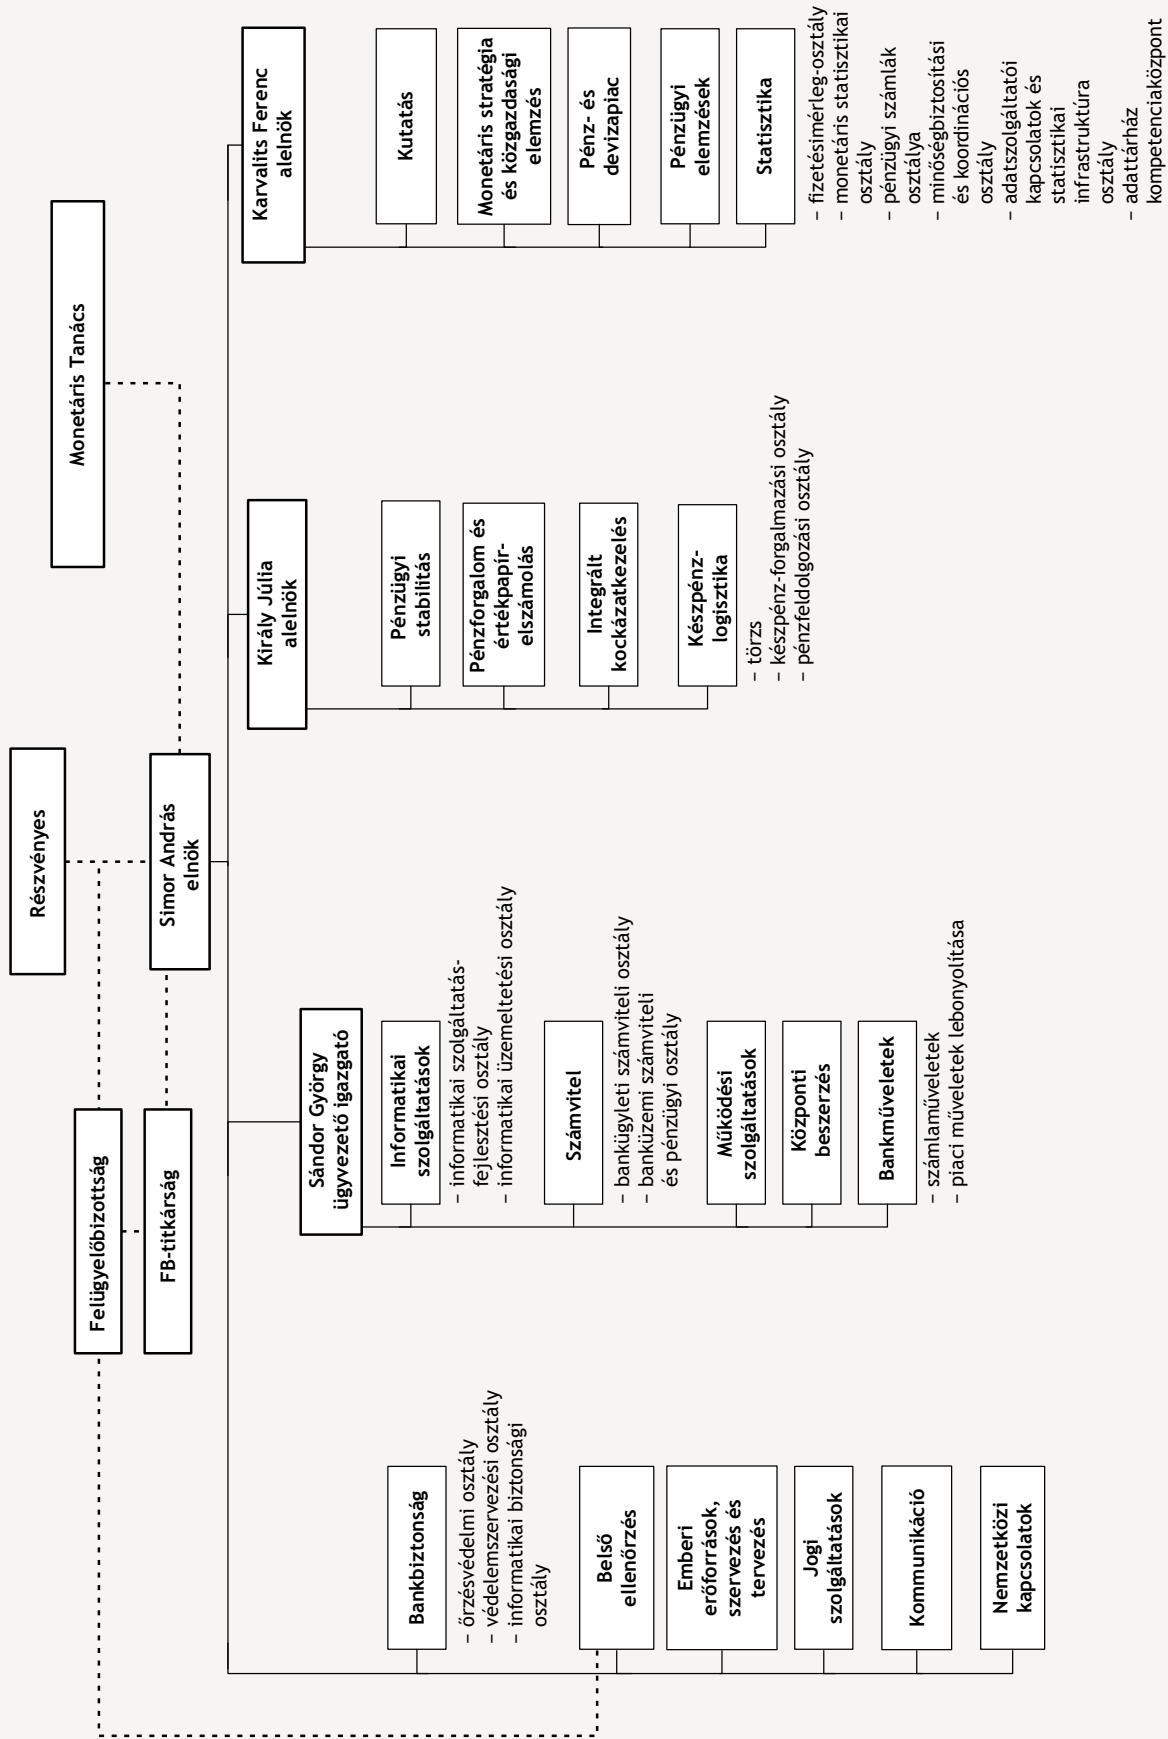 Részvényes
Monetáris Tanács
Felügyelőbizottság
FB-titkárság
Simor András
elnök
Bankbiztonság
– őrzésvédelmi osztály
– védelemszervezési osztály
– informatikai biztonsági
osztály
Belső
ellenőrzés
Emberi
erőforrások,
szervezés és
tervezés
Jogi
szolgáltatások
Kommunikáció
Nemzetközi
kapcsolatok
Sándor György
ügyvezető igazgató
Informatikai
szolgáltatások
– informatikai szolgáltatás-
fejlesztési osztály
– informatikai üzemeltetési osztály
Számvitel
– bankügyleti számviteli osztály
– banküzemi számviteli
és pénzügyi osztály
Működési
szolgáltatások
Központi
beszerzés
Bankműveletek
– számlaműveletek
– piaci műveletek lebonyolítása
Király Júlia
alelnök
Pénzügyi
stabilitás
Pénzforgalom és
értékpapír-
elszámolás
Integrált
kockázatkezelés
Készpénz-
logisztika
– törzs
– készpénz-forgalmazási osztály
– pénzfeldolgozási osztály
Karvalits Ferenc
alelnök
Kutatás
Monetáris stratégia
és közgazdasági
elemzés
Pénz- és
devizapiac
Pénzügyi
elemzések
Statisztika
– fizetésimérleg-osztály
– monetáris statisztikai
osztály
– pénzügyi számlák
osztálya
– minőségbiztosítási
és koordinációs
osztály
– adatszolgáltatói
kapcsolatok és
statisztikai
infrastruktúra
osztály
– adattárház
kompetenciaközpont